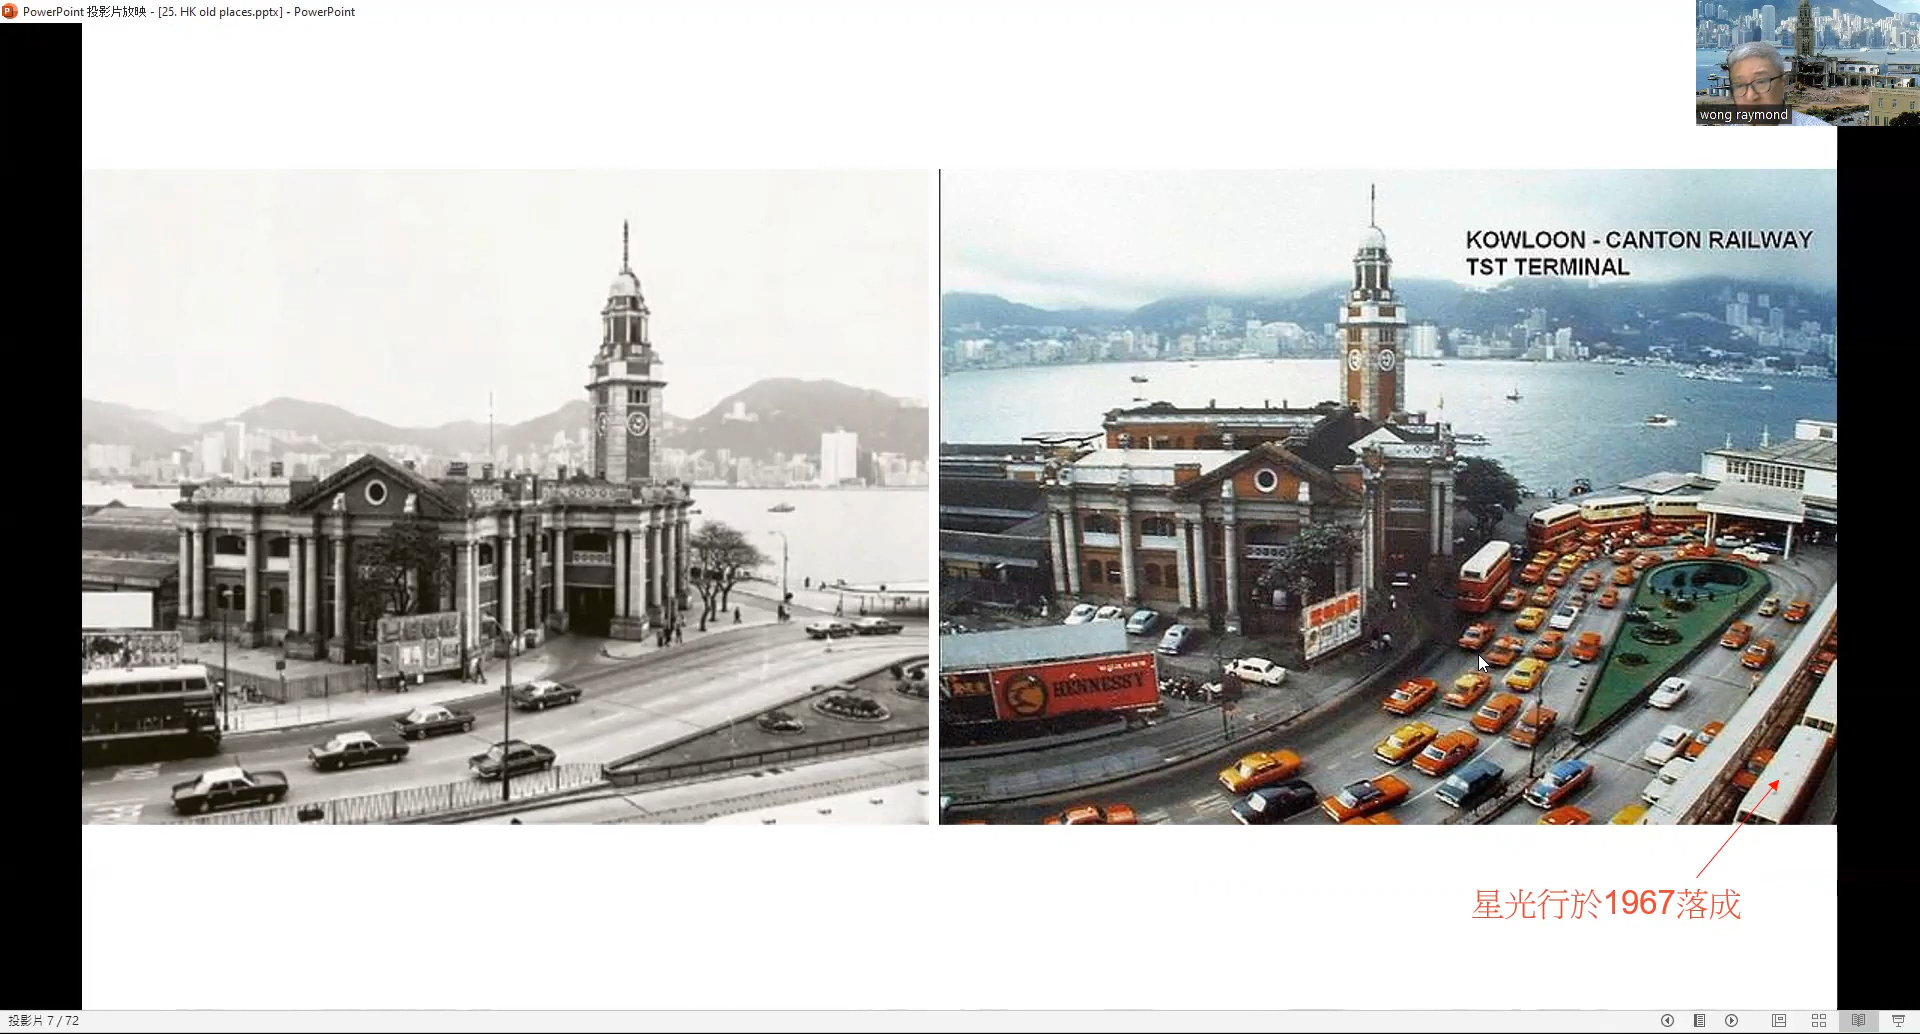 PowerPoint 投影片放映 - [25. HK old places.pptx] - PowerPoint
wong raymond
KOWLOON - CANTON RAILWAY
TST TERMINAL
HENNESSY
星光行於1967落成
投影片 7 / 72